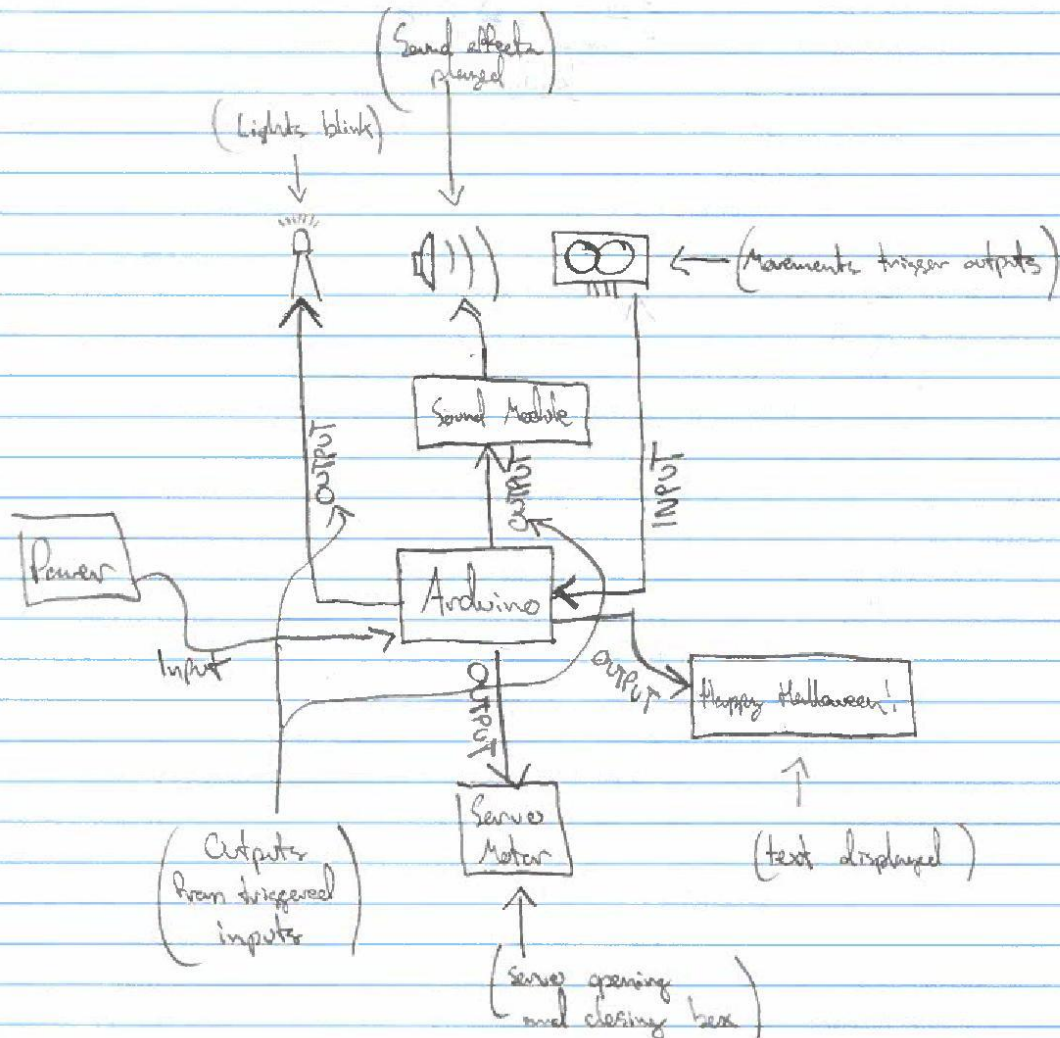 (Sound effects
played)
(Lights blink)
(Movements trigger outputs)
Sound Module
OUTPUT
OUTPUT
INPUT
Power
Arduino
Input
OUTPUT
OUTPUT
Happy Halloween!
Servo
Motor
(Outputs
from triggered
inputs)
(text displayed)
(Servo opening
and closing box)